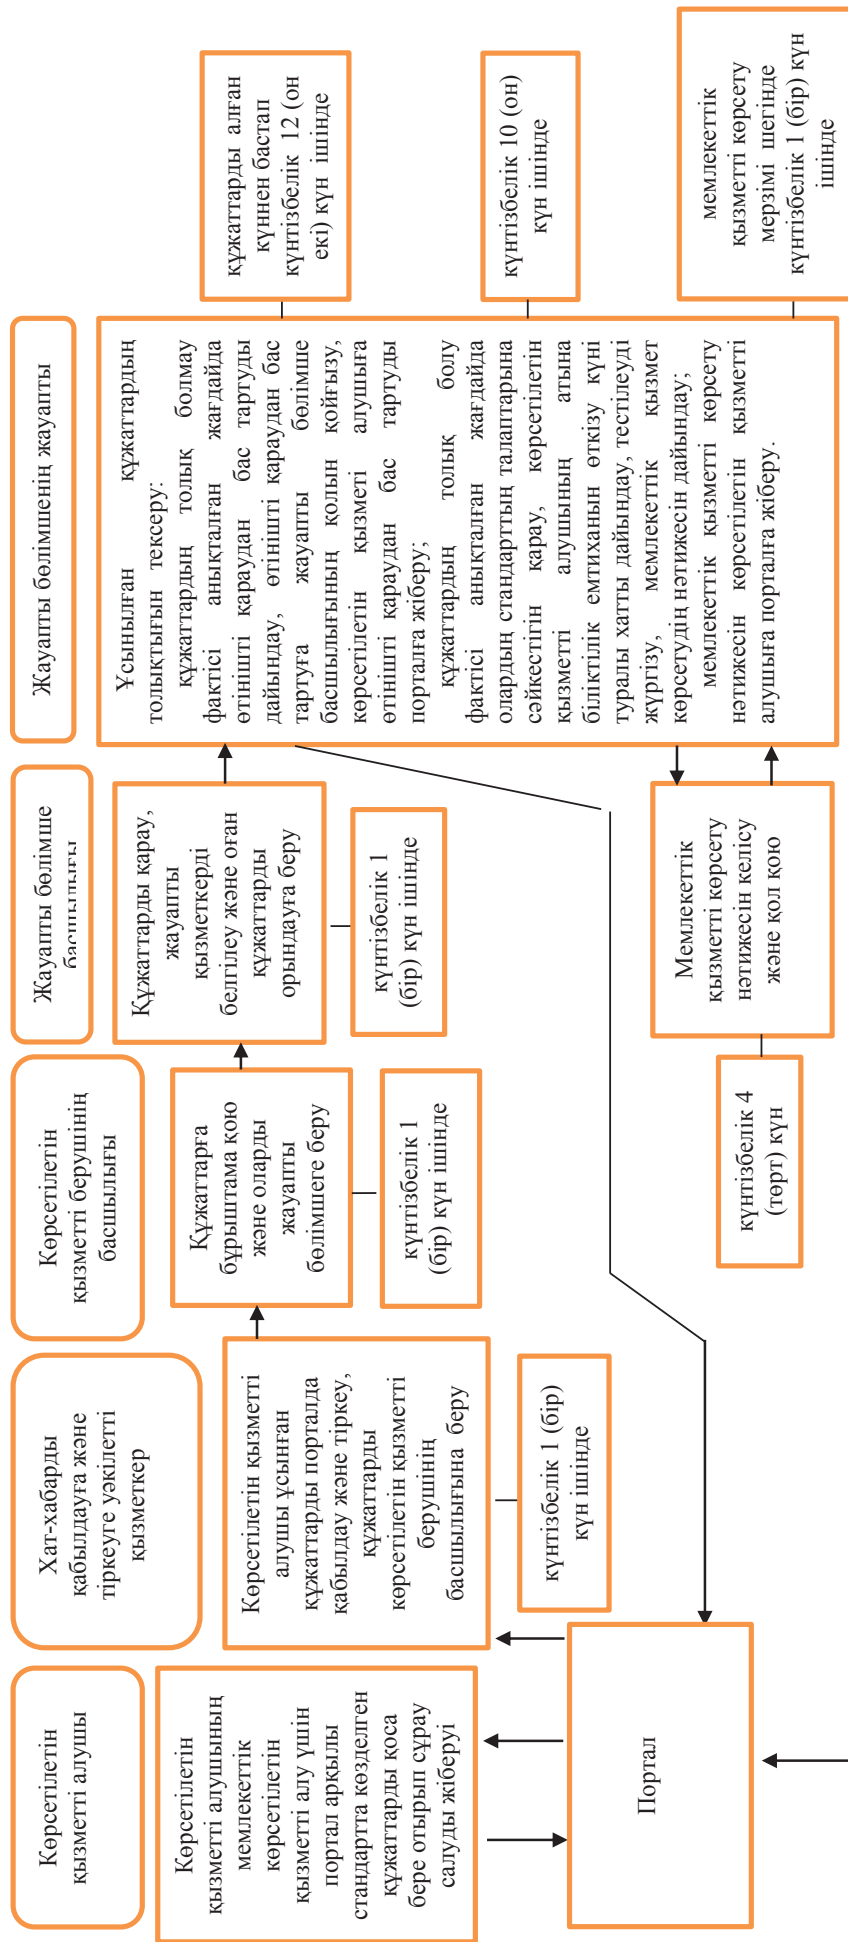 Көрсетілетін
қызметті алушы
Хат-хабарды
қабылдауға және
тіркеуге уәкілетті
қызметкер
Көрсетілетін
қызметті берушінің
басшылығы
Жауапты бөлімше
басшылығы
Жауапты бөлімшенің жауапты
Көрсетілетін
қызметті алушының
мемлекеттік
көрсетілетін
қызметті алу үшін
портал арқылы
стандартта көзделген
құжаттарды қоса
бере отырып сұрау
салуды жіберуі
Көрсетілетін қызметті
алушы ұсынған
құжаттарды порталда
қабылдау және тіркеу,
құжаттарды
көрсетілетін қызметті
берушінің
басшылығына беру
күнтізбелік 1 (бір)
күн ішінде
Құжаттарға
бұрыштама қою
және оларды
жауапты
бөлімшеге беру
күнтізбелік 1
(бір) күн ішінде
Құжаттарды қарау,
жауапты
қызметкерді
белгілеу және оған
құжаттарды
орындауға беру
күнтізбелік 1
(бір) күн ішінде
Ұсынылған құжаттардың
толықтығын тексеру:
құжаттардың толық болмау
фактісі анықталған жағдайда
өтінішті қараудан бас тартуды
дайындау, өтінішті қараудан бас
тартуға жауапты бөлімше
басшылығының қолын қойғызу,
көрсетілетін қызметі алушыға
өтінішті қараудан бас тартуды
порталға жіберу;
құжаттардың толық болу
фактісі анықталған жағдайда
олардың стандарттың талаптарына
сәйкестігін қарау, көрсетілетін
қызметті алушының атына
біліктілік емтиханын өткізу күні
туралы хатты дайындау, тестілеуді
жүргізу, мемлекеттік қызмет
көрсетудің нәтижесін дайындау;
мемлекеттік қызметті көрсету
нәтижесін көрсетілетін қызметті
алушыға порталға жіберу.
құжаттарды алған
күннен бастап
күнтізбелік 12 (он
екі) күн ішінде
күнтізбелік 10 (он)
күн ішінде
мемлекеттік
қызметті көрсету
мерзімі шегінде
күнтізбелік 1 (бір) күн
ішінде
Мемлекеттік
қызметті көрсету
нәтижесін келісу
және қол қою
күнтізбелік 4
(төрт) күн
Портал